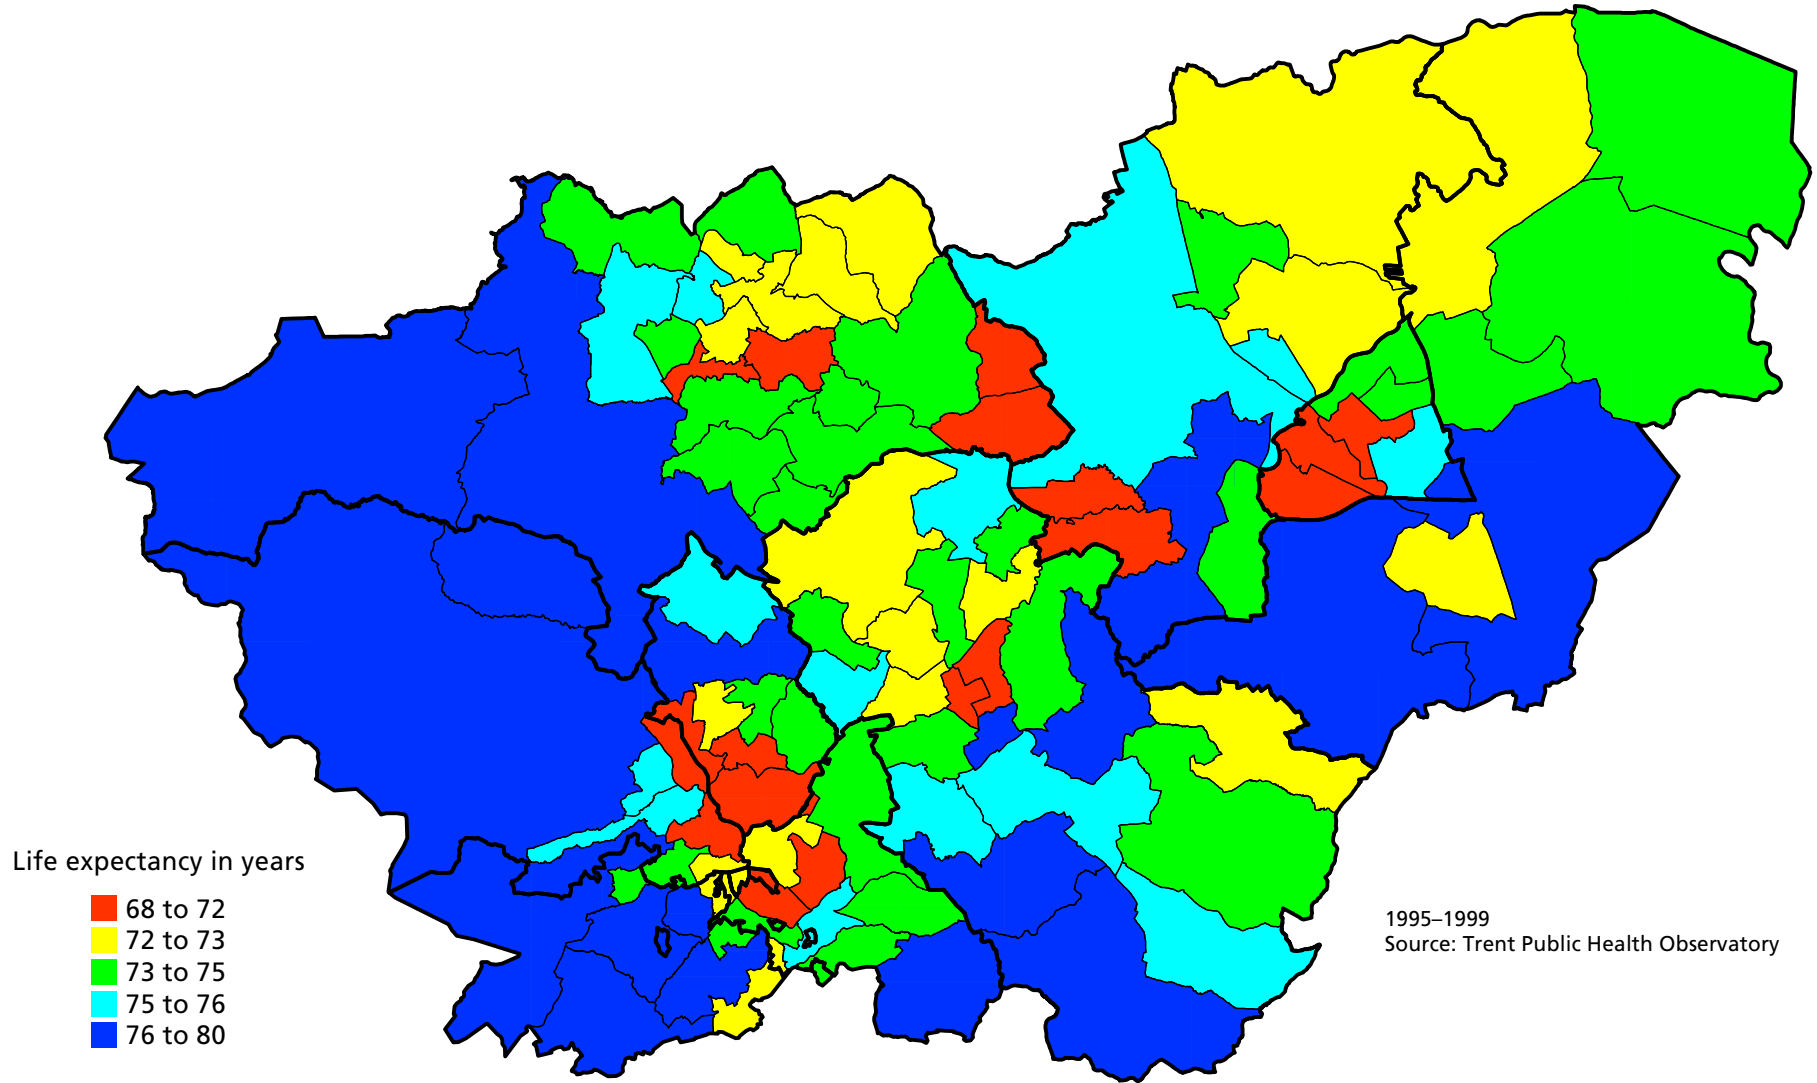 Life expectancy in years
68 to 72
72 to 73
73 to 75
75 to 76
76 to 80
1995–1999
Source: Trent Public Health Observatory